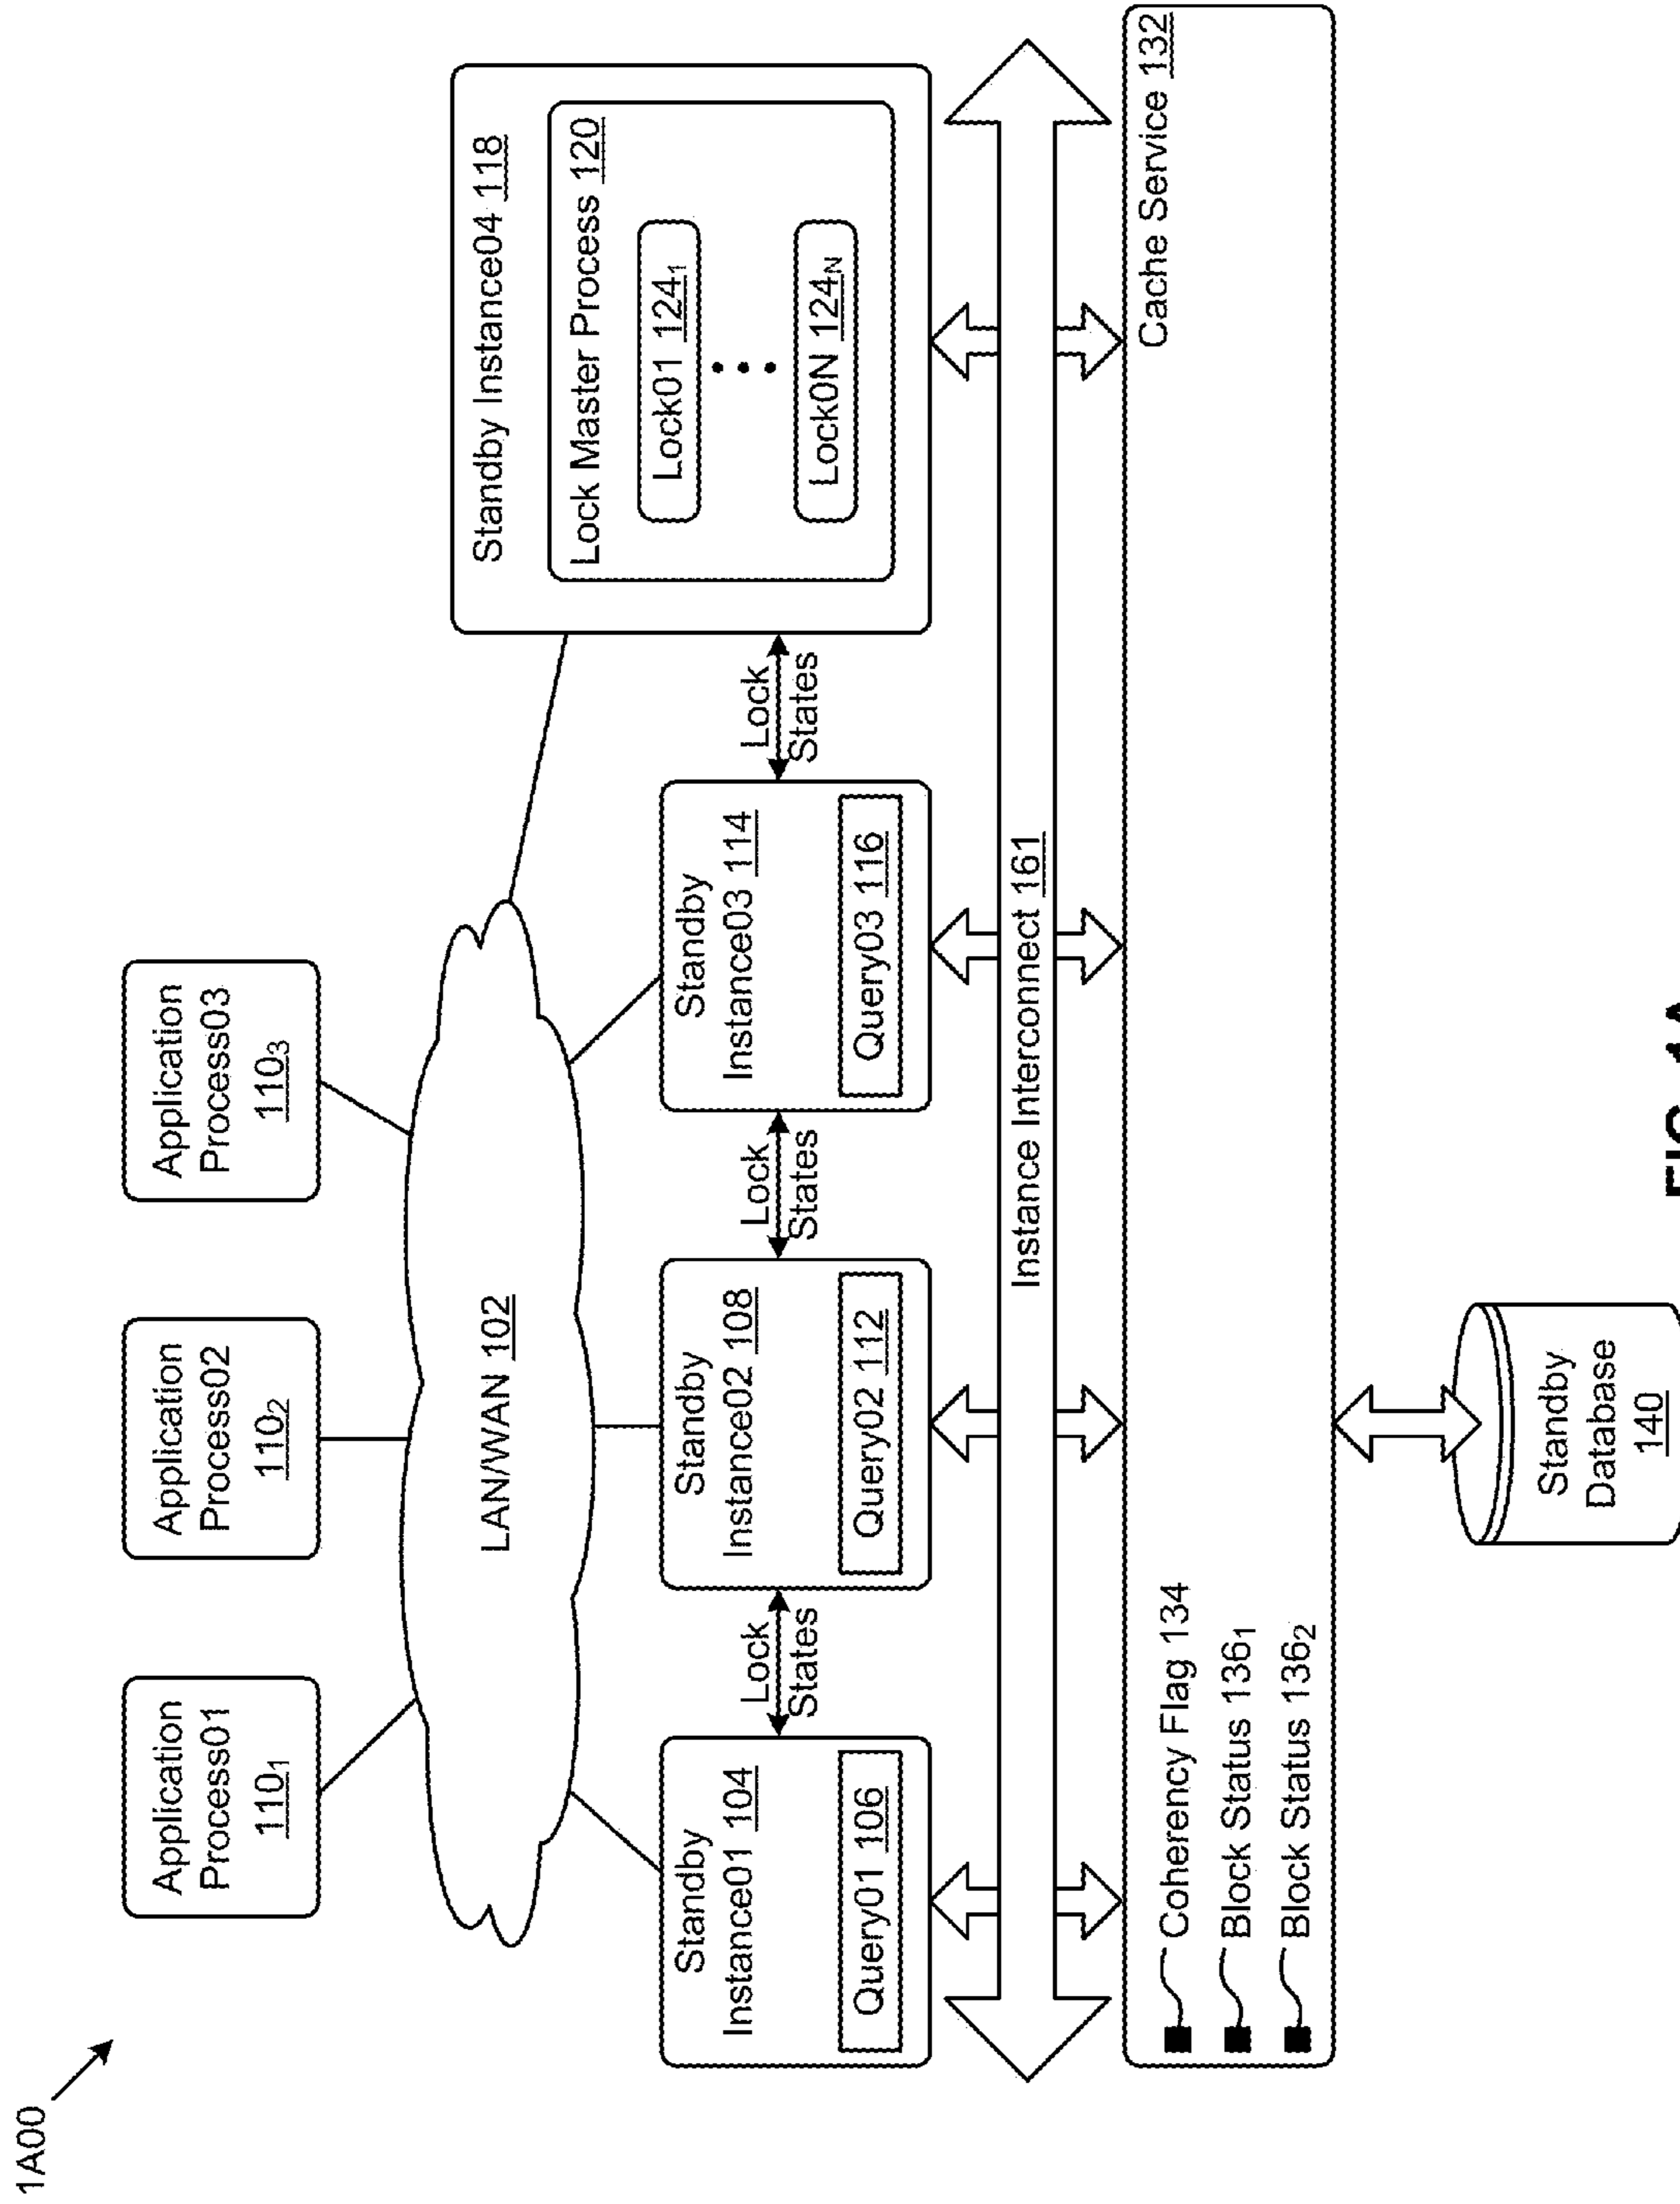 1A00
Application
Process01
110₁
Application
Process02
110₂
Application
Process03
110₃
LAN/WAN 102
Standby
Instance01 104
Query01 106
Lock
States
Standby
Instance02 108
Query02 112
Lock
States
Standby
Instance03 114
Query03 116
Lock
States
Standby Instance04 118
Lock Master Process 120
Lock01 124₁
Lock0N 124N
Instance Interconnect 161
Cache Service 132
Coherency Flag 134
Block Status 136₁
Block Status 136₂
Standby
Database
140
FIG. 1A